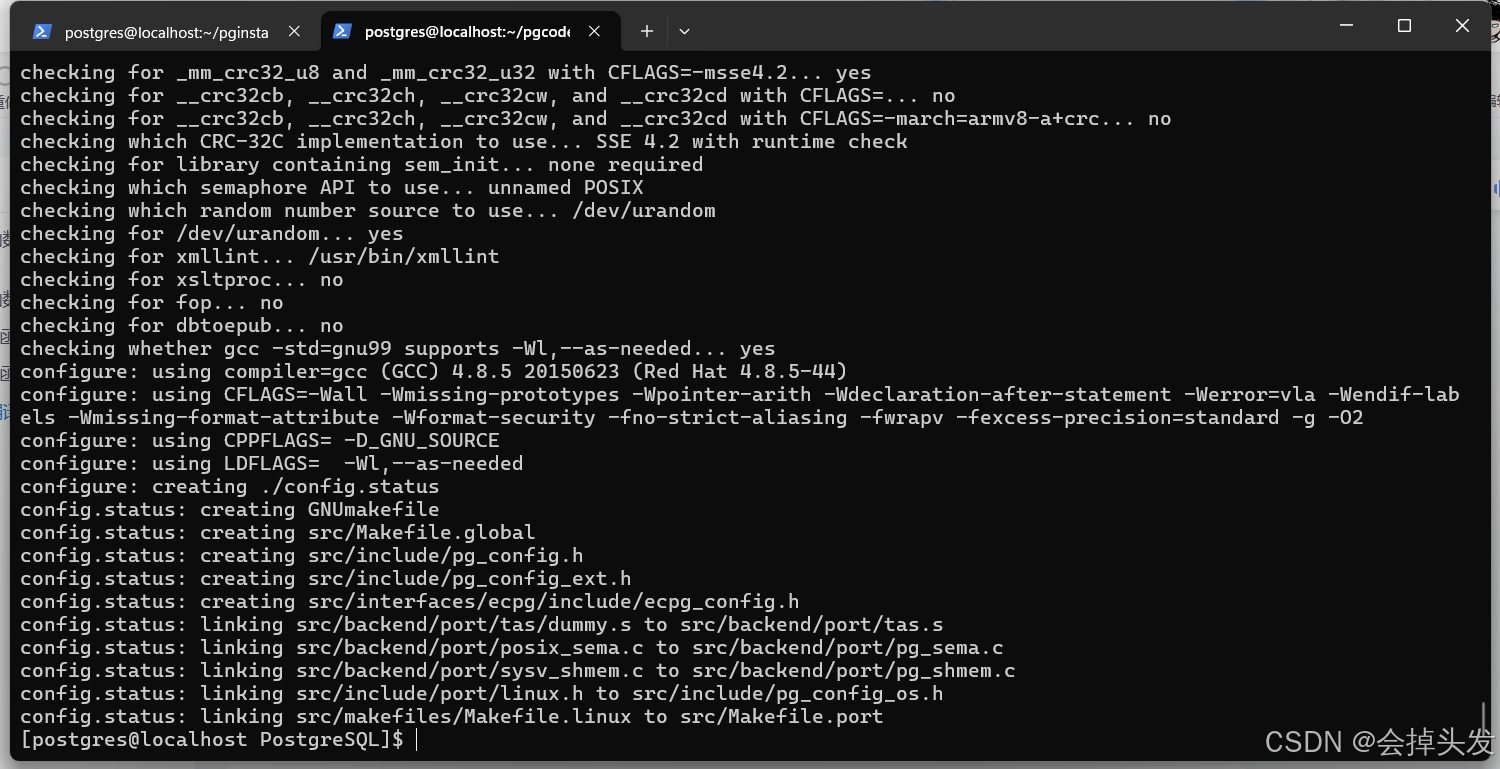 postgres@localhost:~/pginsta
postgres@localhost:~/pgcode
checking for _mm_crc32_u8 and _mm_crc32_u32 with CFLAGS=-msse4.2... yes
checking for __crc32cb, __crc32ch, __crc32cw, and __crc32cd with CFLAGS=... no
checking for __crc32cb, __crc32ch, __crc32cw, and __crc32cd with CFLAGS=-march=armv8-a+crc... no
checking which CRC-32C implementation to use... SSE 4.2 with runtime check
checking for library containing sem_init... none required
checking which semaphore API to use... unnamed POSIX
checking which random number source to use... /dev/urandom
checking for /dev/urandom... yes
checking for xmllint... /usr/bin/xmllint
checking for xsltproc... no
checking for fop... no
checking for dbtoepub... no
checking whether gcc -std=gnu99 supports -Wl,--as-needed... yes
configure: using compiler=gcc (GCC) 4.8.5 20150623 (Red Hat 4.8.5-44)
configure: using CFLAGS=-Wall -Wmissing-prototypes -Wpointer-arith -Wdeclaration-after-statement -Werror=vla -Wendif-lab
els -Wmissing-format-attribute -Wformat-security -fno-strict-aliasing -fwrapv -fexcess-precision=standard -g -O2
configure: using CPPFLAGS= -D_GNU_SOURCE
configure: using LDFLAGS=  -Wl,--as-needed
configure: creating ./config.status
config.status: creating GNUmakefile
config.status: creating src/Makefile.global
config.status: creating src/include/pg_config.h
config.status: creating src/include/pg_config_ext.h
config.status: creating src/interfaces/ecpg/include/ecpg_config.h
config.status: linking src/backend/port/tas/dummy.s to src/backend/port/tas.s
config.status: linking src/backend/port/posix_sema.c to src/backend/port/pg_sema.c
config.status: linking src/backend/port/sysv_shmem.c to src/backend/port/pg_shmem.c
config.status: linking src/include/port/linux.h to src/include/pg_config_os.h
config.status: linking src/makefiles/Makefile.linux to src/Makefile.port
[postgres@localhost PostgreSQL]$
CSDN @会掉头发